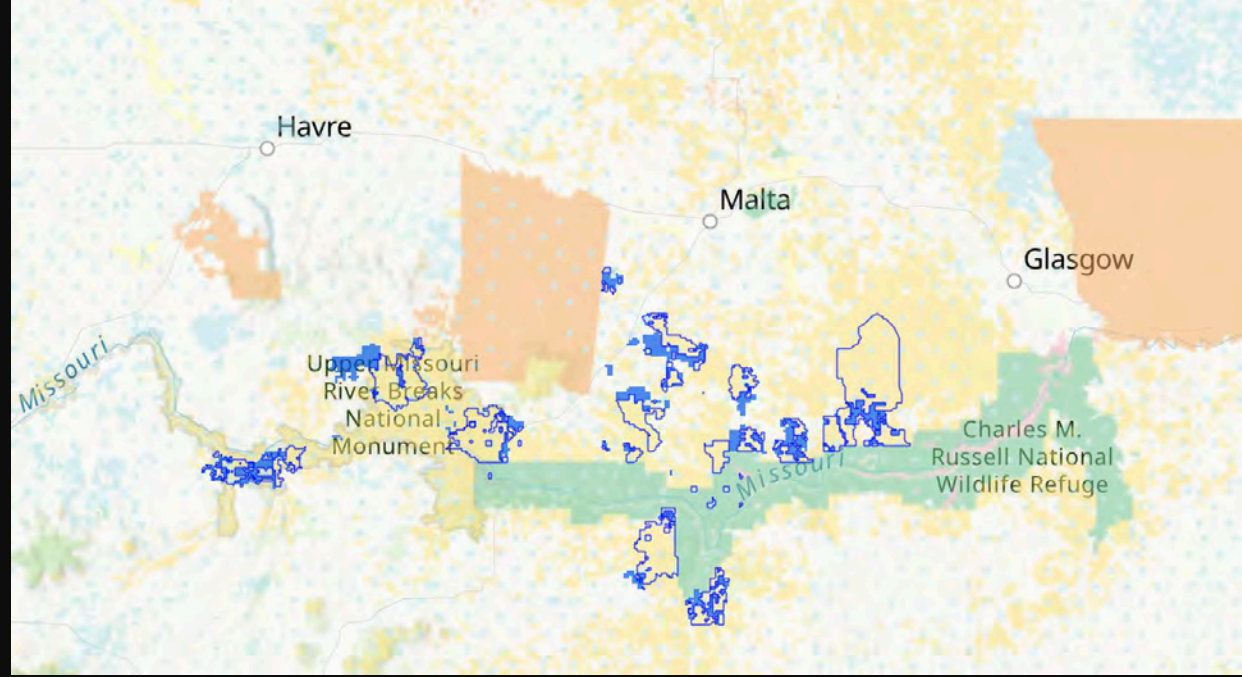 Havre
Malta
Glasgow
Missouri
Upper Missouri
River Breaks
National
Monument
Missouri
Charles M.
Russell National
Wildlife Refuge